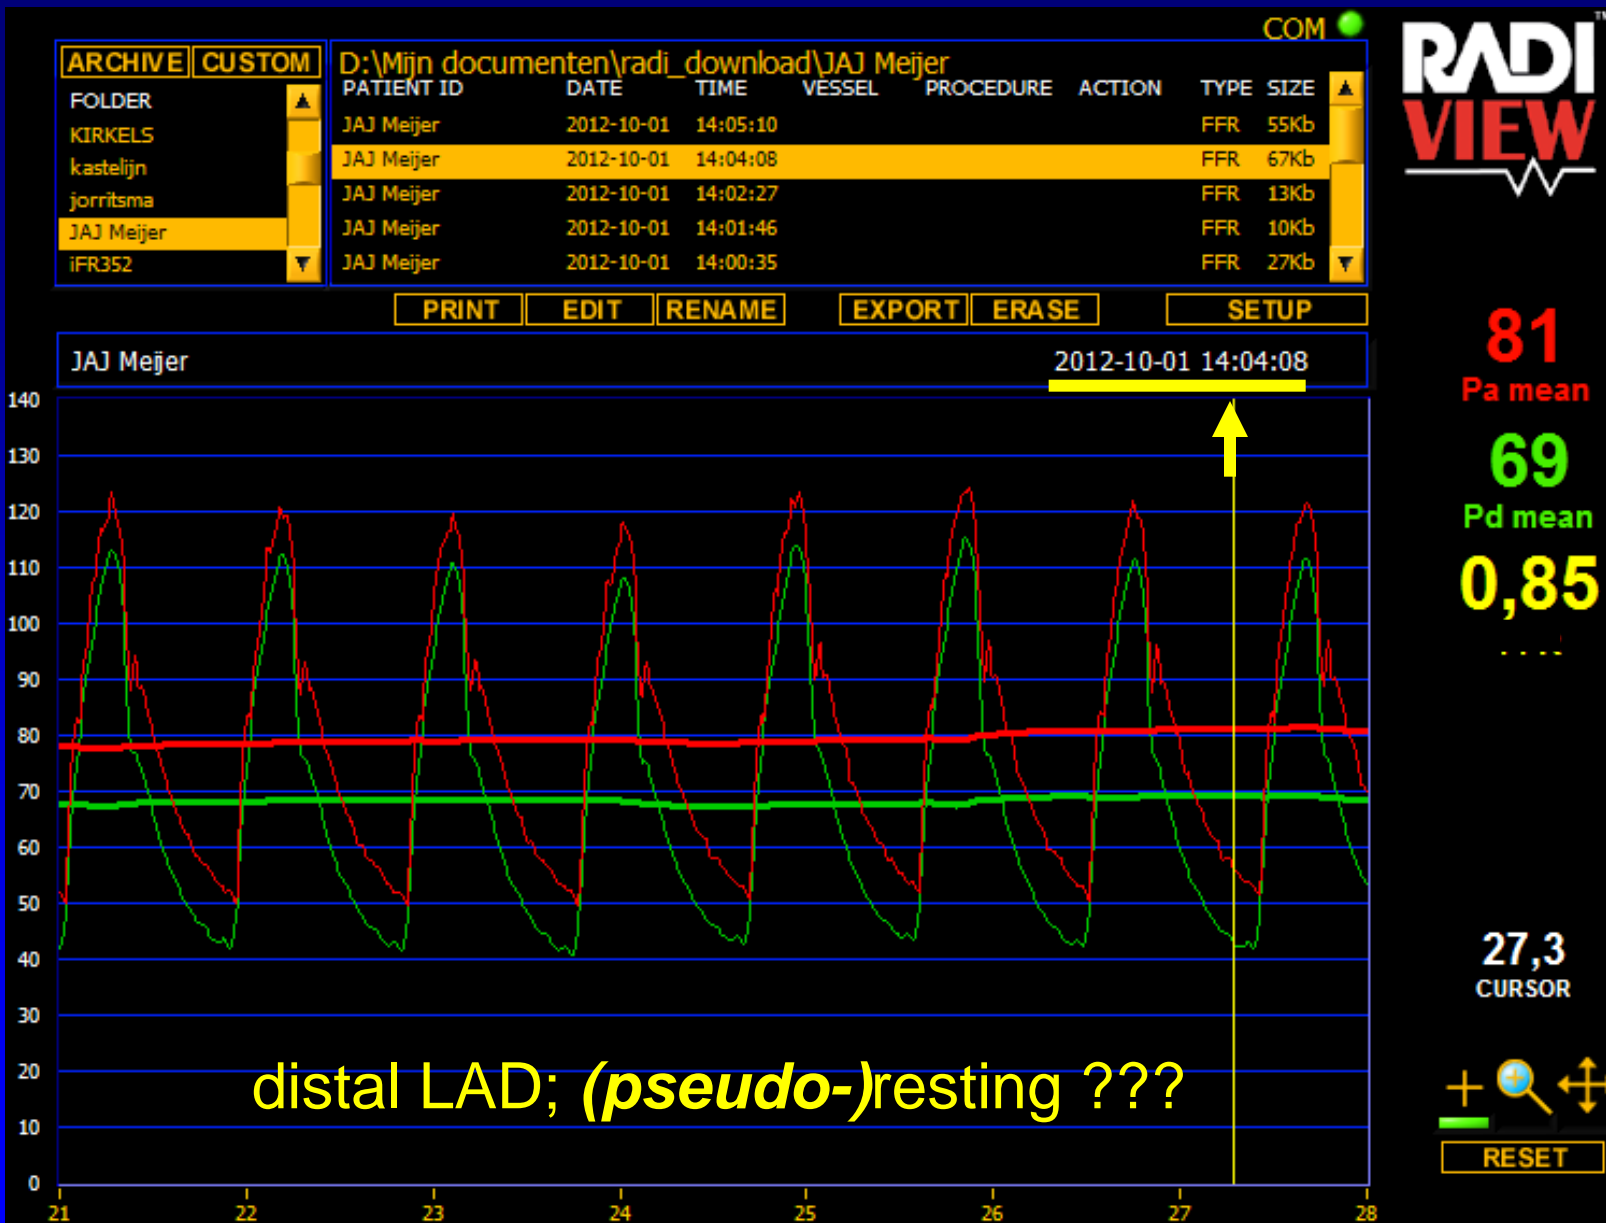 COM
RADI ™
VIEW
ARCHIVE CUSTOM
FOLDER
KIRKELS
kastelijn
jorritsma
JAJ Meijer
iFR352
D:\Mijn documenten\radi_download\JAJ Meijer
PATIENT ID DATE TIME VESSEL PROCEDURE ACTION TYPE SIZE
JAJ Meijer 2012-10-01 14:05:10 FFR 55Kb
JAJ Meijer 2012-10-01 14:04:08 FFR 67Kb
JAJ Meijer 2012-10-01 14:02:27 FFR 13Kb
JAJ Meijer 2012-10-01 14:01:46 FFR 10Kb
JAJ Meijer 2012-10-01 14:00:35 FFR 27Kb
PRINT EDIT RENAME EXPORT ERASE SETUP
JAJ Meijer 2012-10-01 14:04:08
81
Pa mean
69
Pd mean
0,85
140
130
120
110
100
90
80
70
60
50
40
30
20
10
0
distal LAD; (pseudo-)resting ???
21 22 23 24 25 26 27 28
27,3
CURSOR
RESET